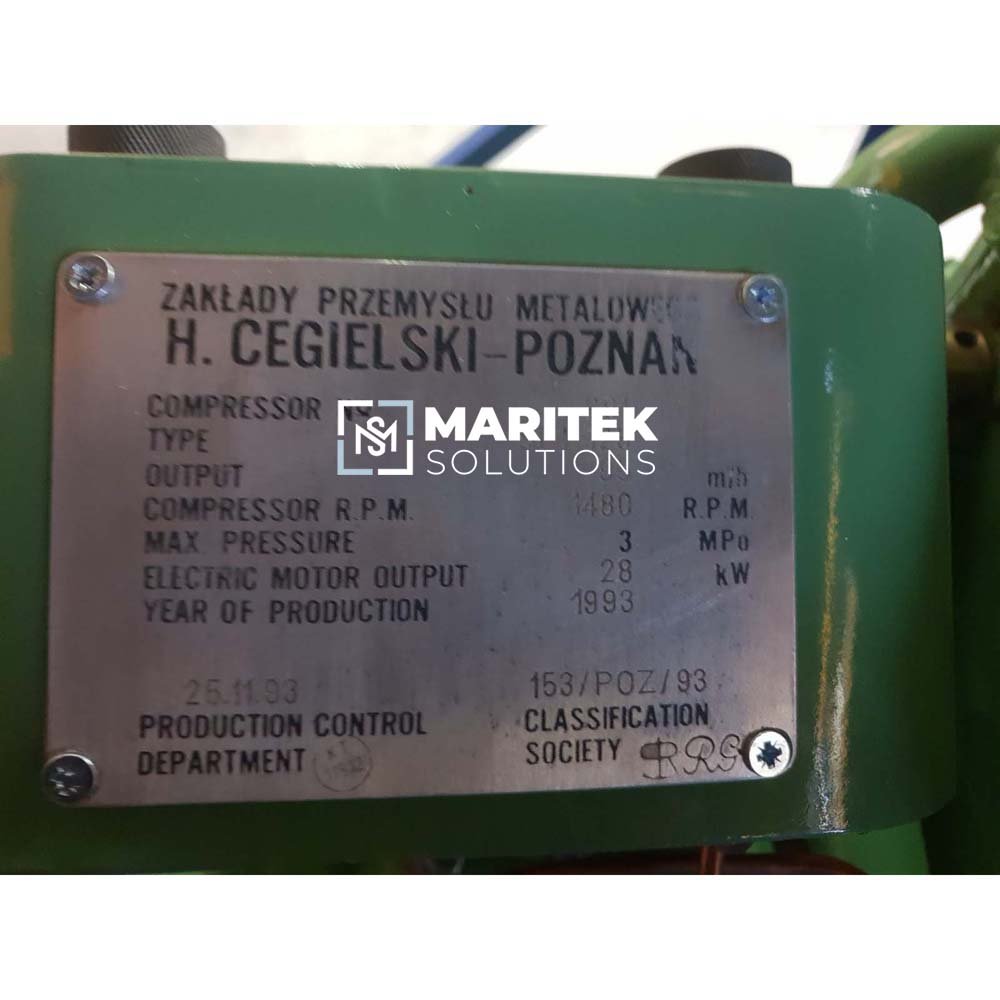 ZAKŁADY PRZEMYSŁU METALOWEGO
H. CEGIELSKI-POZNAŃ
COMPRESSOR
MARITEK
TYPE
SOLUTIONS
OUTPUT m/h
COMPRESSOR R.P.M. 1480 R.P.M
MAX PRESSURE 3 MPa
ELECTRIC MOTOR OUTPUT 28 kW
YEAR OF PRODUCTION 1993
25.11.93 153/POZ/93
PRODUCTION CONTROL CLASSIFICATION
DEPARTMENT SOCIETY